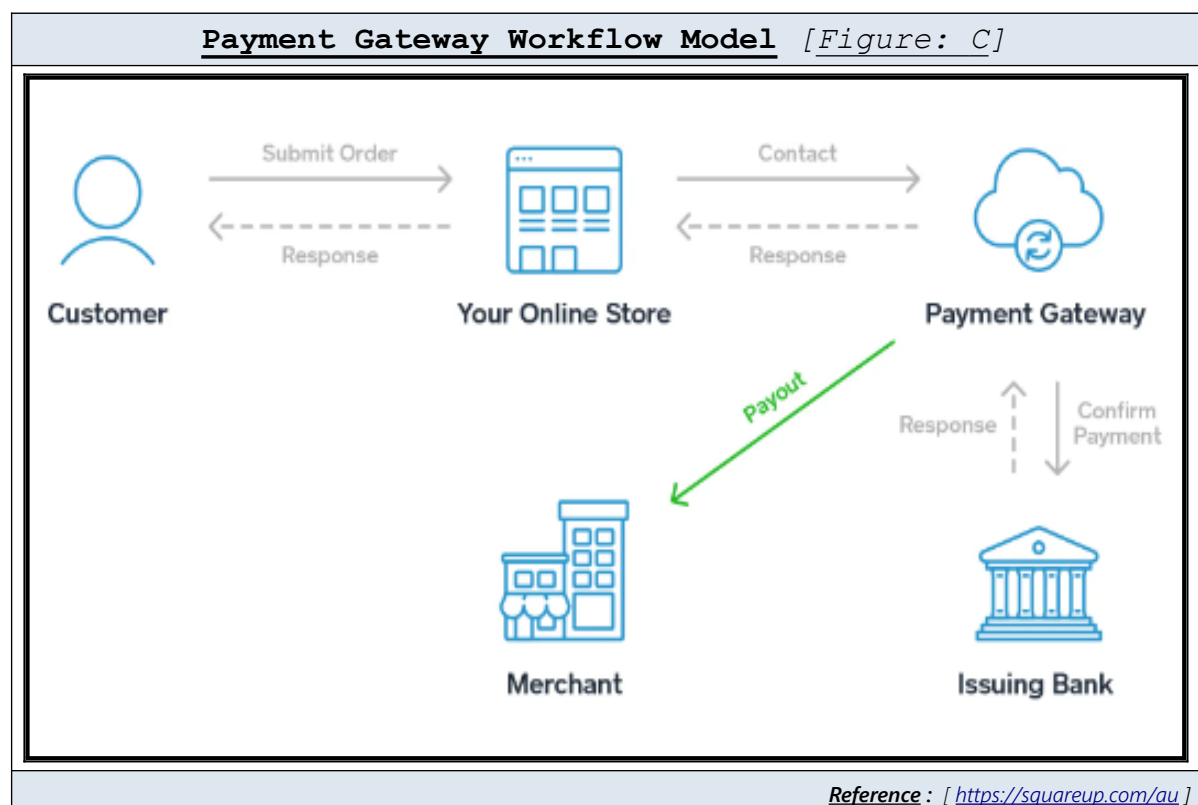 Payment Gateway Workflow Model [Figure: C]
Submit Order
Response
Contact
Response
Customer
Your Online Store
Payment Gateway
Payout
Response
Confirm
Payment
Merchant
Issuing Bank
Reference : [ https://squareup.com/au ]